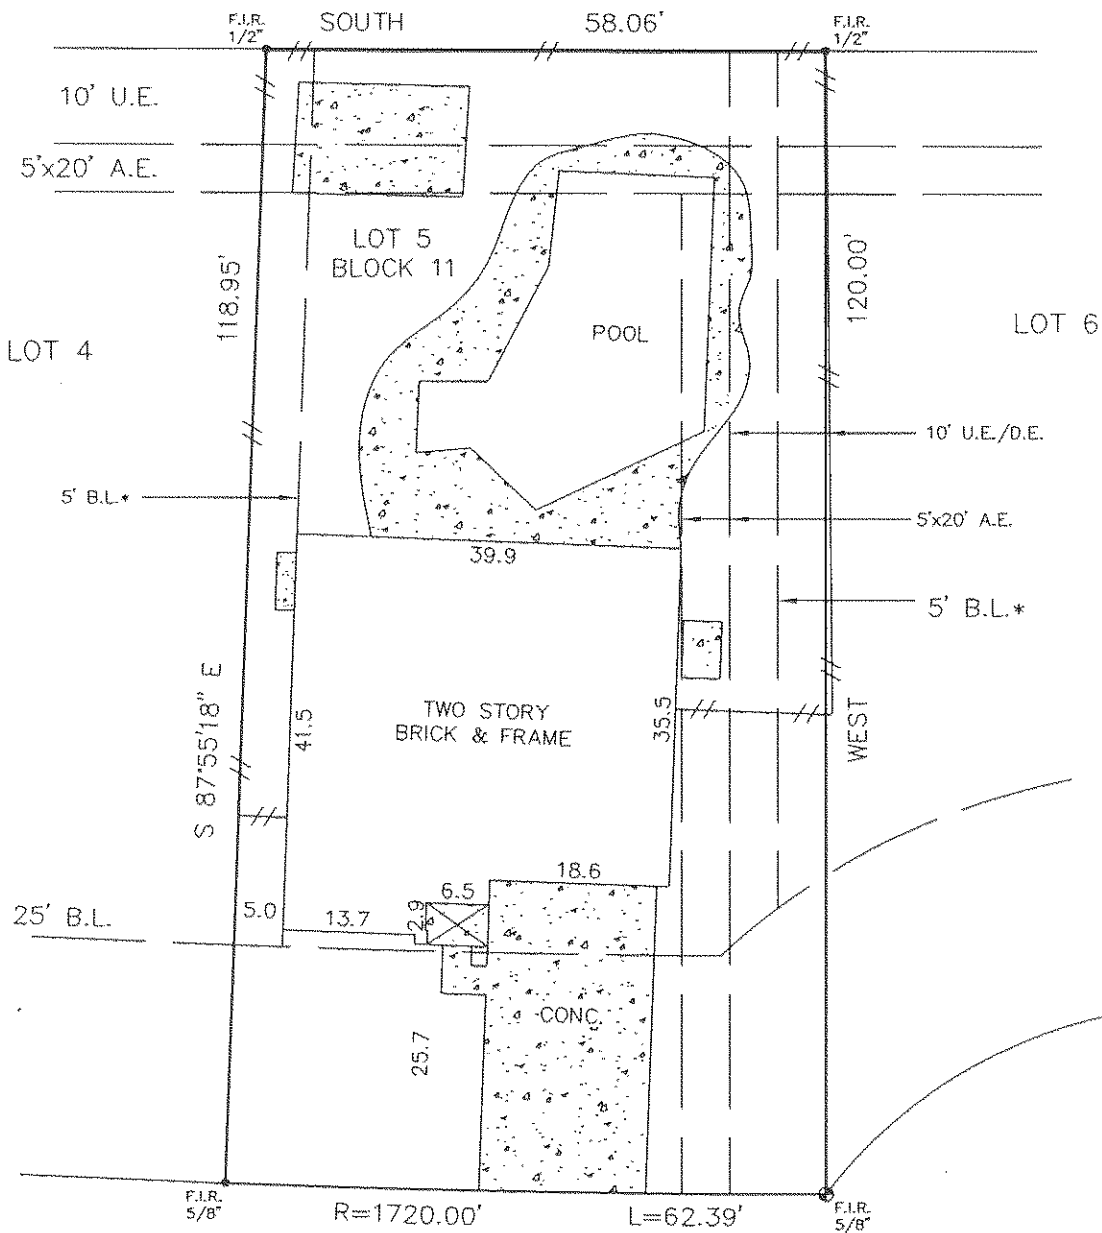 F.I.R.
1/2"
SOUTH
58.06'
F.I.R.
1/2"
10' U.E.
5'x20' A.E.
LOT 5
BLOCK 11
118.95'
120.00'
LOT 4
POOL
LOT 6
10' U.E./D.E.
5' B.L.*
5'x20' A.E.
39.9
5' B.L.*
S 87°55'18" E
41.5
TWO STORY
BRICK & FRAME
35.5
WEST
18.6
6.5
2.9
25' B.L.
5.0
13.7
CONC.
25.7
F.I.R.
5/8"
R=1720.00'
L=62.39'
F.I.R.
5/8"